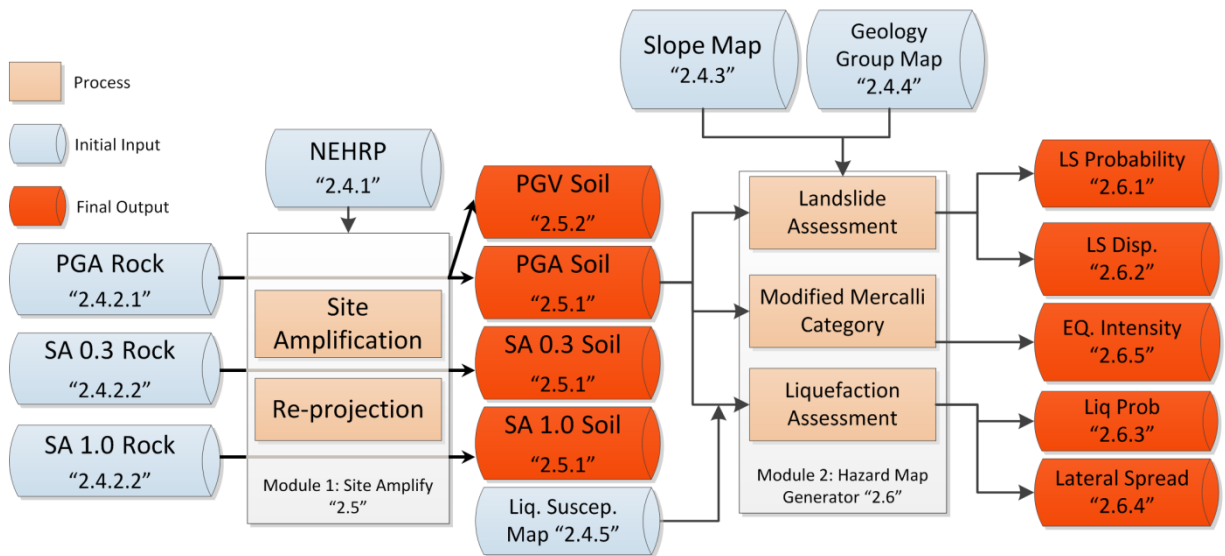 Process
Initial Input
Final Output
NEHRP
“2.4.1”
PGA Rock
“2.4.2.1”
SA 0.3 Rock
“2.4.2.2”
SA 1.0 Rock
“2.4.2.2”
Site
Amplification
Re-projection
Module 1: Site Amplify
“2.5”
PGV Soil
“2.5.2”
PGA Soil
“2.5.1”
SA 0.3 Soil
“2.5.1”
SA 1.0 Soil
“2.5.1”
Liq. Suscep.
Map “2.4.5”
Slope Map
“2.4.3”
Geology
Group Map
“2.4.4”
Landslide
Assessment
Modified Mercalli
Category
Liquefaction
Assessment
Module 2: Hazard Map
Generator “2.6”
LS Probability
“2.6.1”
LS Disp.
“2.6.2”
EQ. Intensity
“2.6.5”
Liq Prob
“2.6.3”
Lateral Spread
“2.6.4”